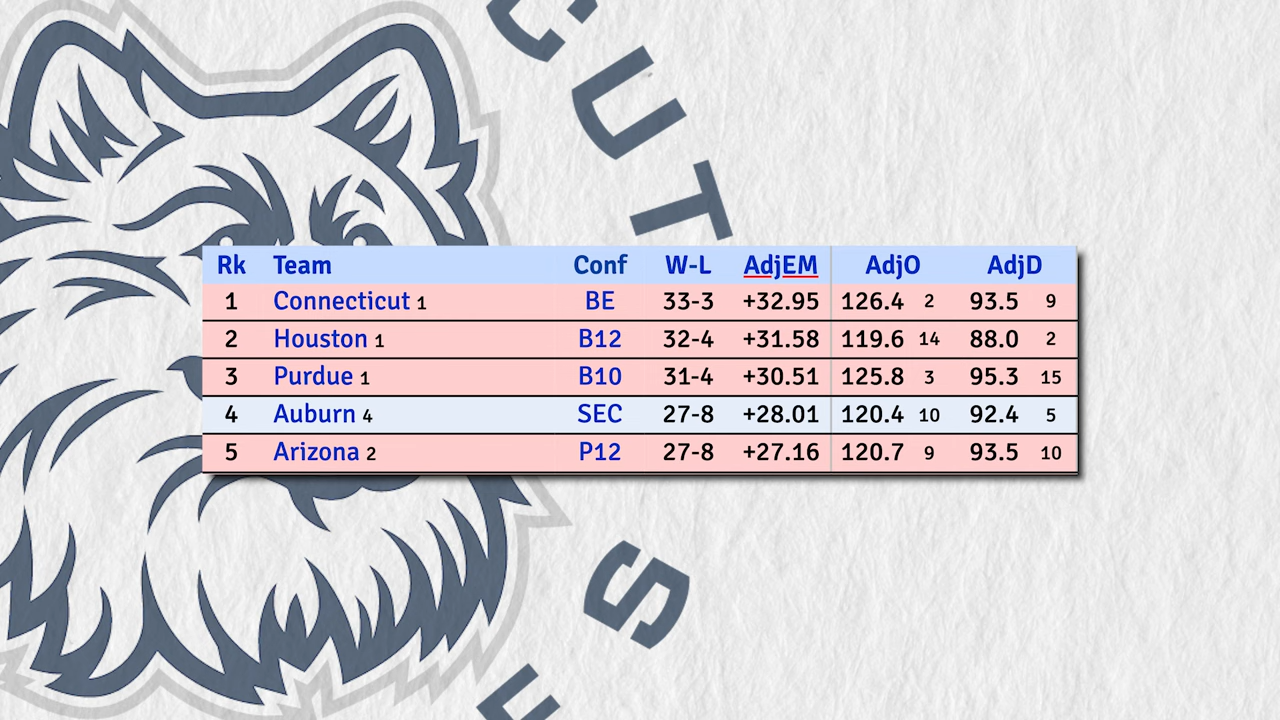 CUT
Rk Team Conf W-L AdjEM AdjO AdjD
1 Connecticut 1 BE 33-3 +32.95 126.4 2 93.5 9
2 Houston 1 B12 32-4 +31.58 119.6 14 88.0 2
3 Purdue 1 B10 31-4 +30.51 125.8 3 95.3 15
4 Auburn 4 SEC 27-8 +28.01 120.4 10 92.4 5
5 Arizona 2 P12 27-8 +27.16 120.7 9 93.5 10
S